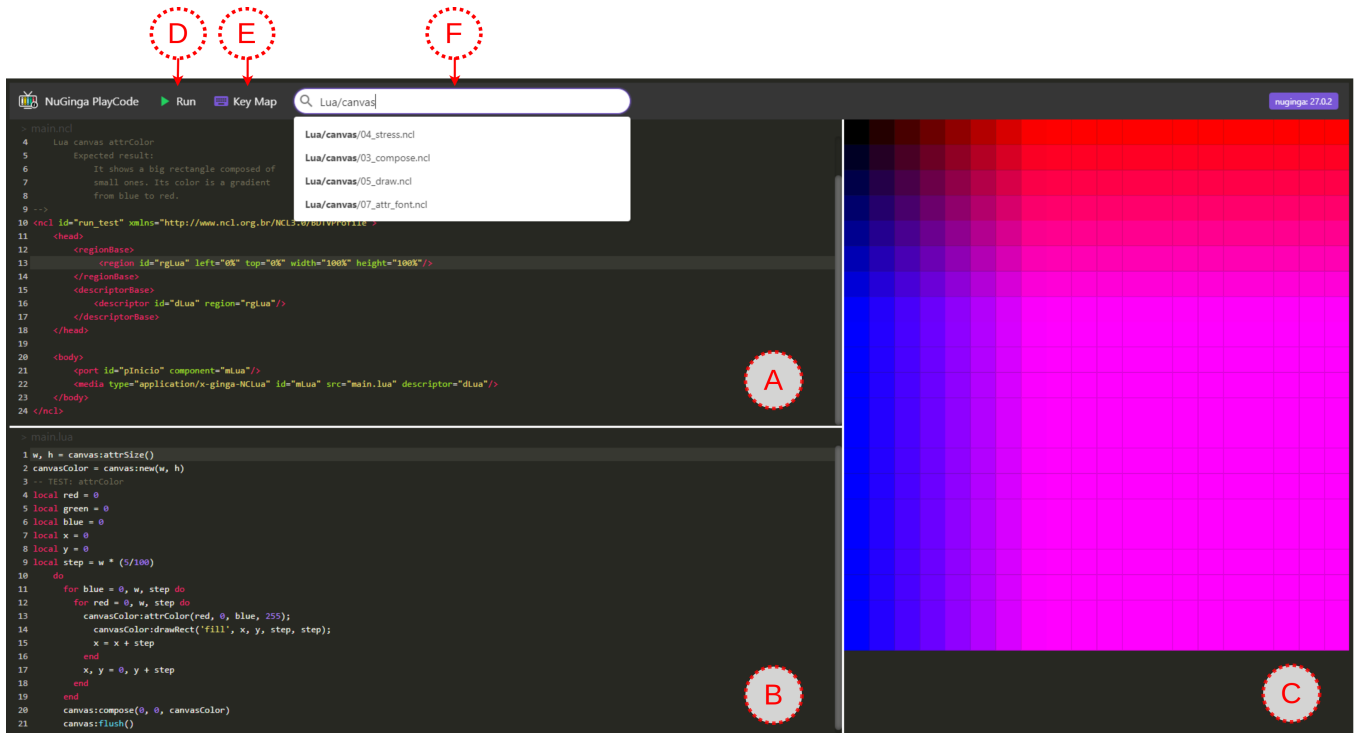 D E F
NuGinga PlayCode Run Key Map Lua/canvas nuginga: 27.0.2
> main.ncl
Lua/canvas/04_stress.ncl
Lua/canvas/03_compose.ncl
Lua/canvas/05_draw.ncl
Lua/canvas/07_attr_font.ncl
4 Lua canvas attrColor
5 Expected result:
6 It shows a big rectangle composed of
7 small ones. Its color is a gradient
8 from blue to red.
9 -->
10 <ncl id="run_test" xmlns="http://www.ncl.org.br/NCL3.0/BDTVProfile">
11 <head>
12 <regionBase>
13 <region id="rgLua" left="0%" top="0%" width="100%" height="100%"/>
14 </regionBase>
15 <descriptorBase>
16 <descriptor id="dLua" region="rgLua"/>
17 </descriptorBase>
18 </head>
19
20 <body>
21 <port id="pInicio" component="mLua"/>
22 <media type="application/x-ginga-NCLua" id="mLua" src="main.lua" descriptor="dLua"/>
23 </body>
24 </ncl>
A
> main.lua
1 w, h = canvas:attrSize()
2 canvasColor = canvas:new(w, h)
3 -- TEST: attrColor
4 local red = 0
5 local green = 0
6 local blue = 0
7 local x = 0
8 local y = 0
9 local step = w * (5/100)
10 do
11 for blue = 0, w, step do
12 for red = 0, w, step do
13 canvasColor:attrColor(red, 0, blue, 255);
14 canvasColor:drawRect('fill', x, y, step, step);
15 x = x + step
16 end
17 x, y = 0, y + step
18 end
19 end
20 canvas:compose(0, 0, canvasColor)
21 canvas:flush()
B
C